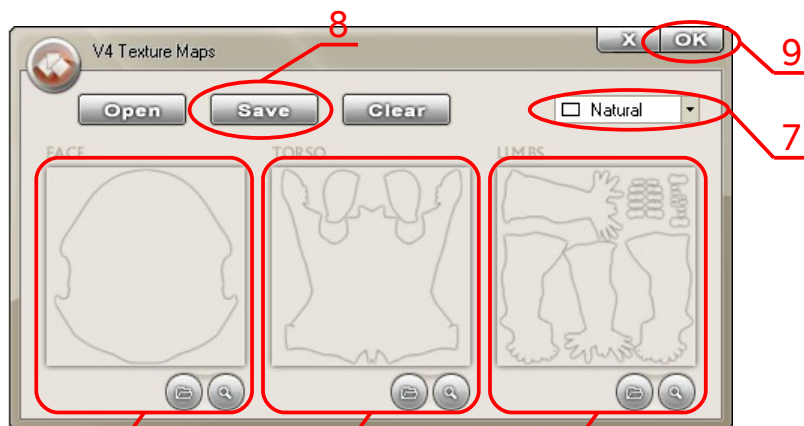 8
V4 Texture Maps
X OK
9
Open Save Clear
Natural
7
FACE TORSO LIMBS